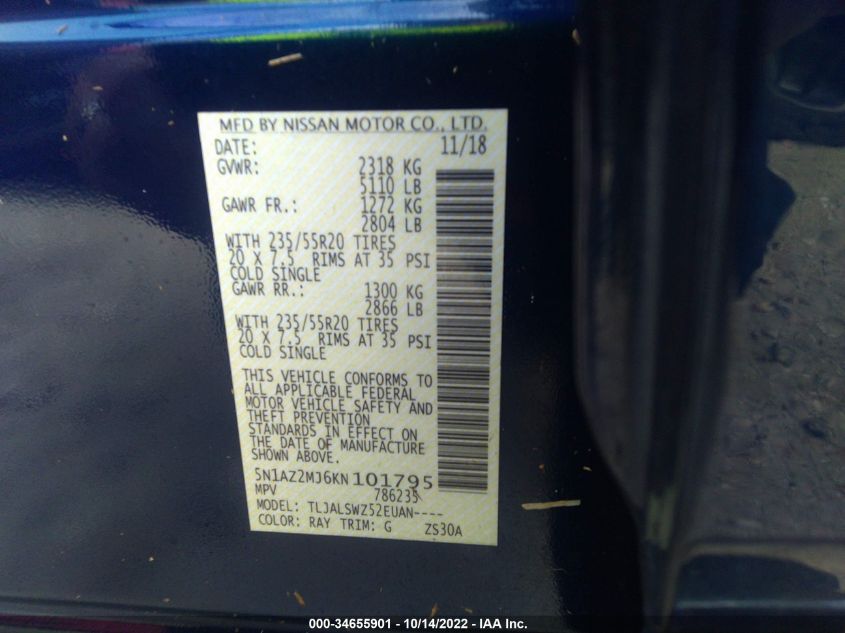 MFD BY NISSAN MOTOR CO., LTD.
DATE: 11/18
GVWR: 2318 KG
5110 LB
GAWR FR.: 1272 KG
2804 LB
WITH 235/55R20 TIRES
20 X 7.5 RIMS AT 35 PSI
COLD SINGLE
GAWR RR.: 1300 KG
2866 LB
WITH 235/55R20 TIRES
20 X 7.5 RIMS AT 35 PSI
COLD SINGLE
THIS VEHICLE CONFORMS TO
ALL APPLICABLE FEDERAL
MOTOR VEHICLE SAFETY AND
THEFT PREVENTION
STANDARDS IN EFFECT ON
THE DATE OF MANUFACTURE
SHOWN ABOVE.
5N1AZ2MJ6KN101795
MPV 786235
MODEL: TLJALSWZ52EUAN----
COLOR: RAY TRIM: G ZS30A
000-34655901 - 10/14/2022 - IAA Inc.